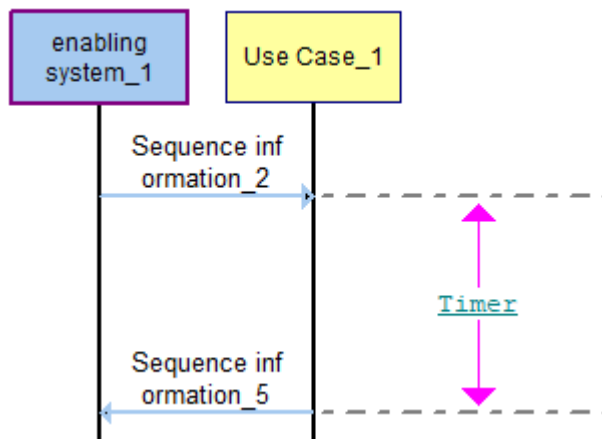 enabling
system_1
Use Case_1
Sequence inf
ormation_2
Timer
Sequence inf
ormation_5